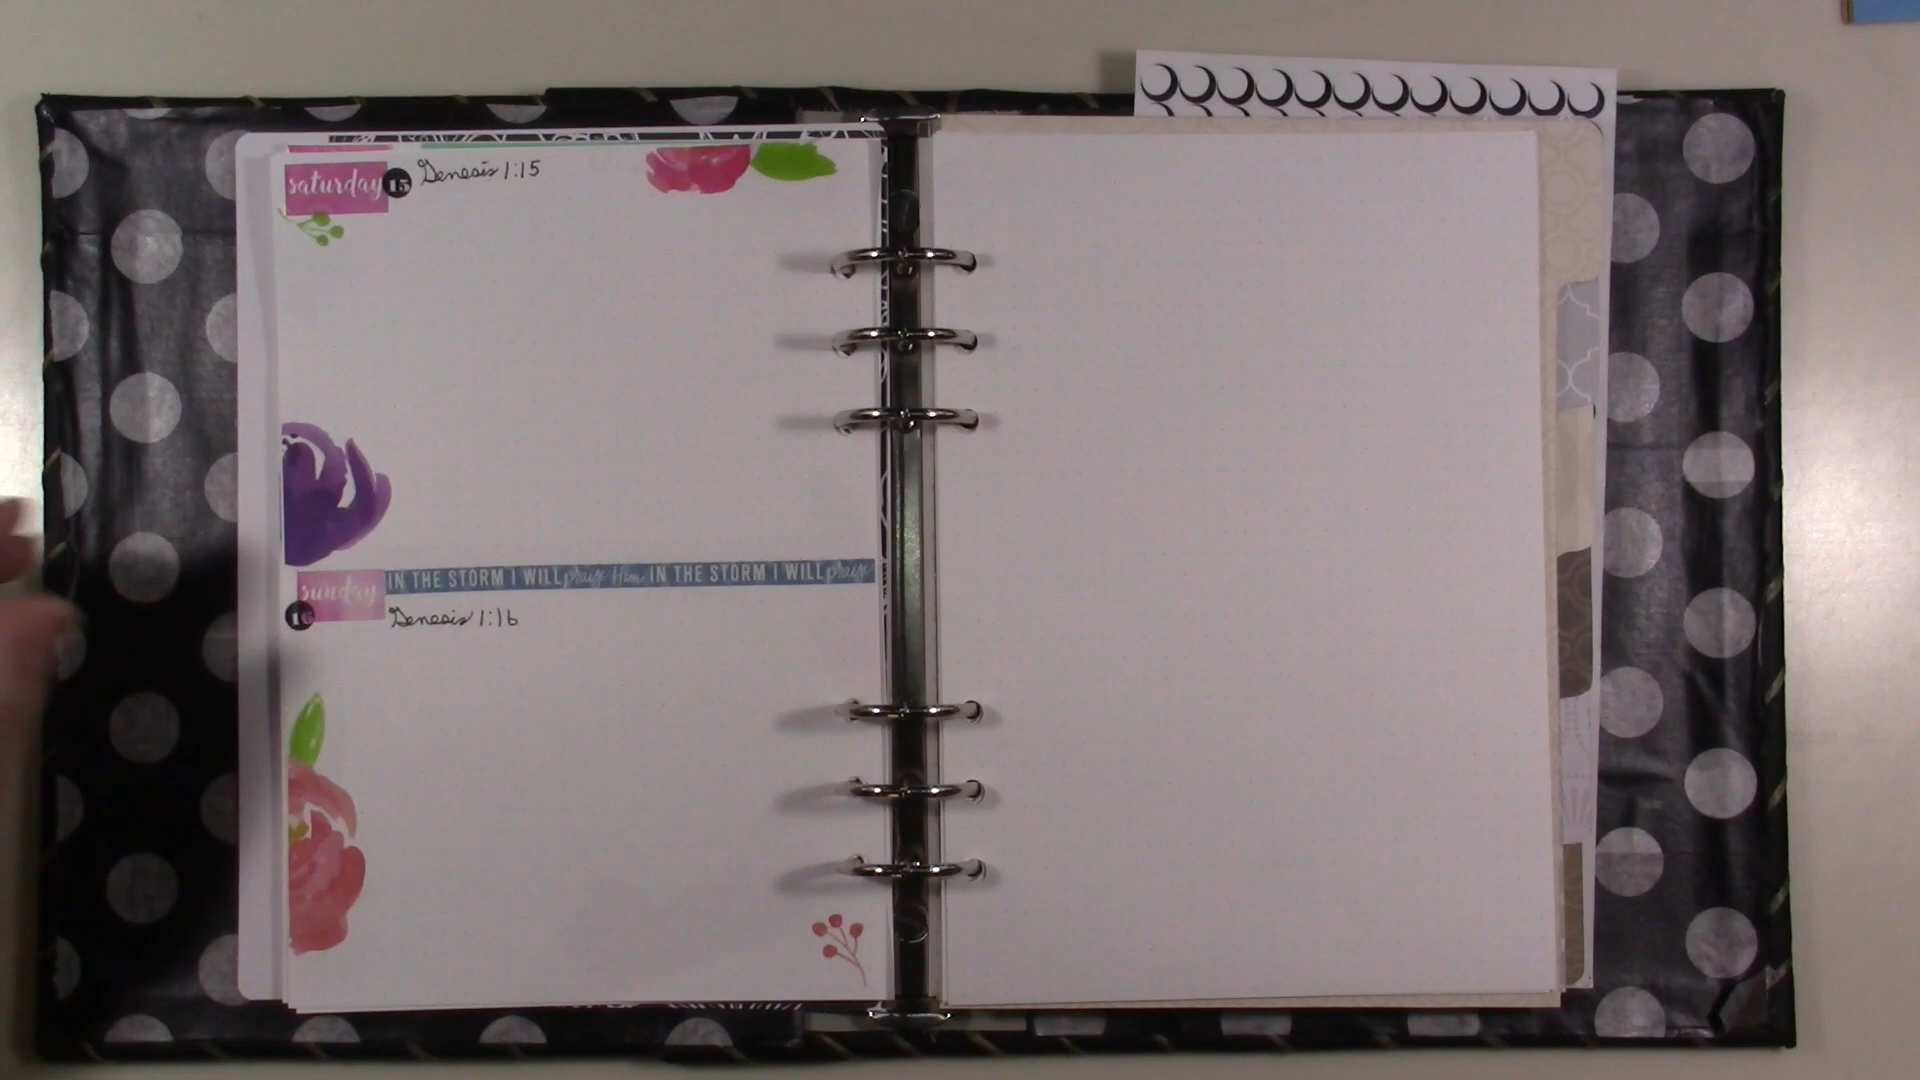 saturday 15 Genesis 1:15
sunday IN THE STORM I WILL praise Him IN THE STORM I WILL praise
16 Genesis 1:16